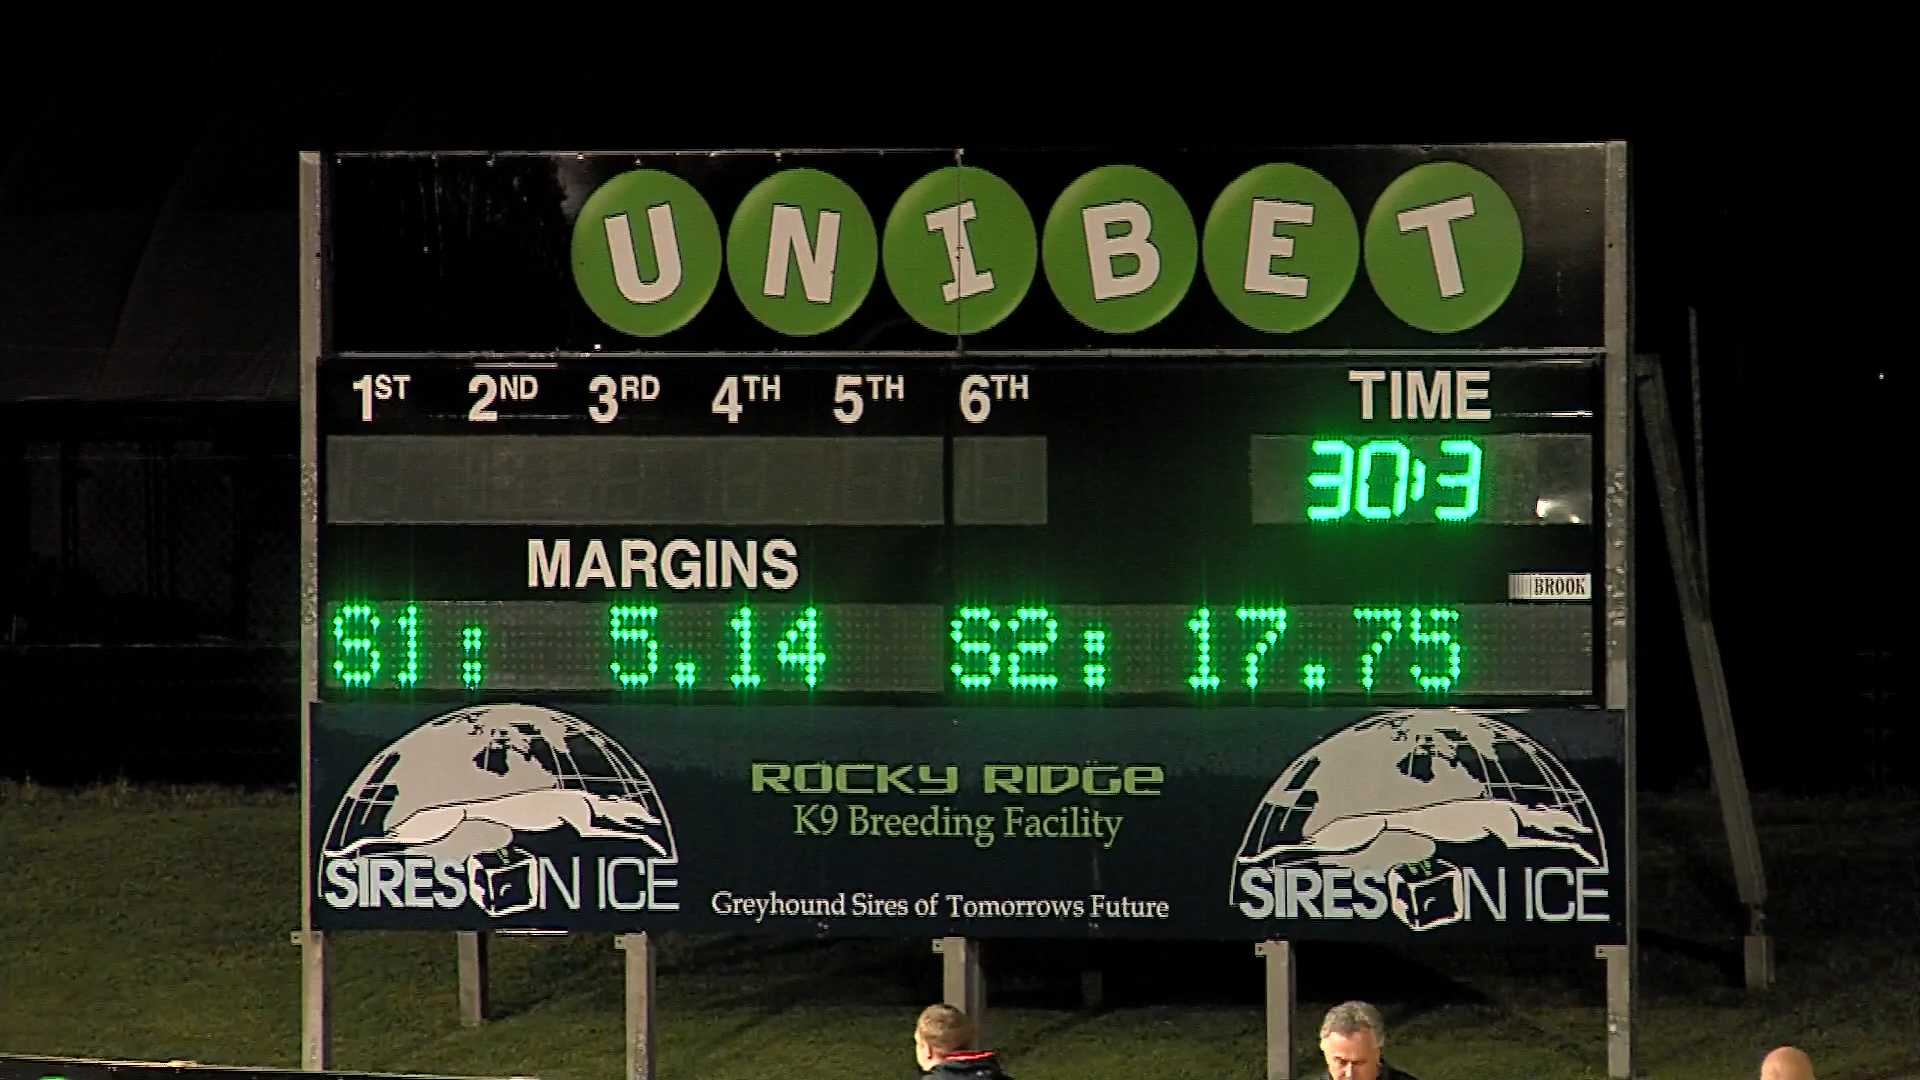 UNIBET
1ST 2ND 3RD 4TH 5TH 6TH TIME
30:3
MARGINS
BROOK
S1: 5.14 S2: 17.75
ROCKY RIDGE
K9 Breeding Facility
SIRES ON ICE
Greyhound Sires of Tomorrows Future
SIRES ON ICE